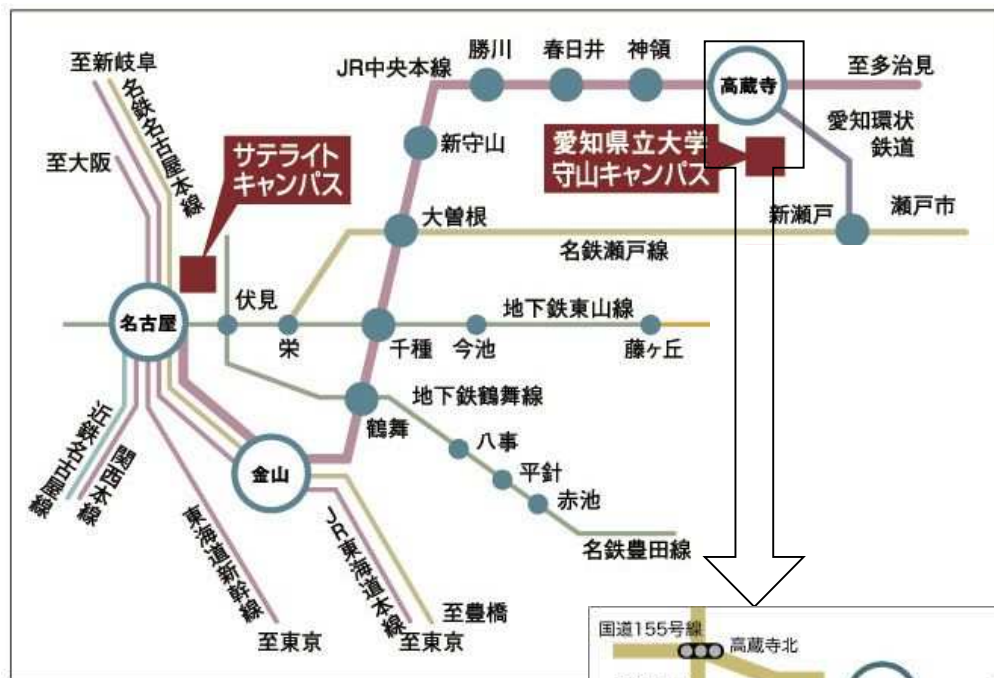 至新岐阜
名鉄名古屋本線
至大阪
サテライト
キャンパス
JR中央本線
勝川
春日井
神領
高蔵寺
至多治見
新守山
愛知県立大学
守山キャンパス
愛知環状
鉄道
大曽根
新瀬戸
瀬戸市
名鉄瀬戸線
伏見
地下鉄東山線
名古屋
栄
千種
今池
藤ヶ丘
地下鉄鶴舞線
鶴舞
八事
平針
赤池
金山
近鉄名古屋線
関西本線
東海道新幹線
JR東海道本線
名鉄豊田線
至豊橋
至東京
至東京
国道155号線
高蔵寺北